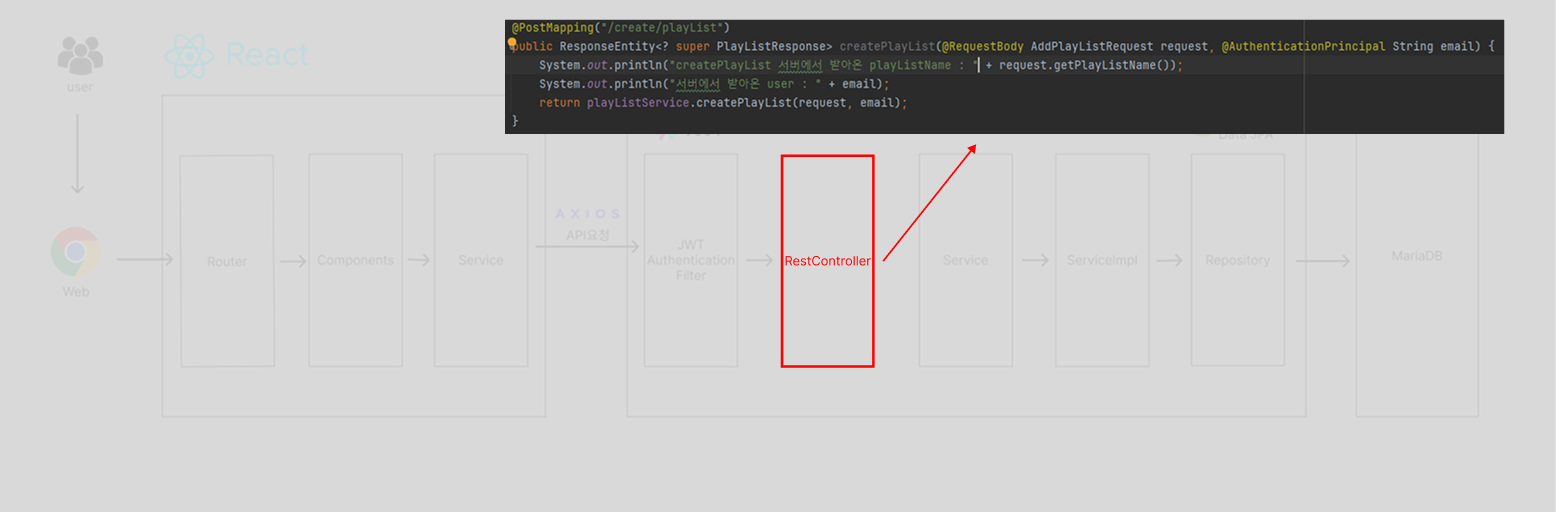 @PostMapping("/create/playList")
public ResponseEntity<? super PlayListResponse> createPlayList(@RequestBody AddPlayListRequest request, @AuthenticationPrincipal String email) {
System.out.println("createPlayList 서버에서 받아온 playListName : " + request.getPlayListName());
System.out.println("서버에서 받아온 user : " + email);
return playListService.createPlayList(request, email);
}
user
React
Data JPA
AXIOS
API요청
Web
Router
Components
Service
JWT
Authentication
Filter
RestController
Service
ServiceImpl
Repository
MariaDB